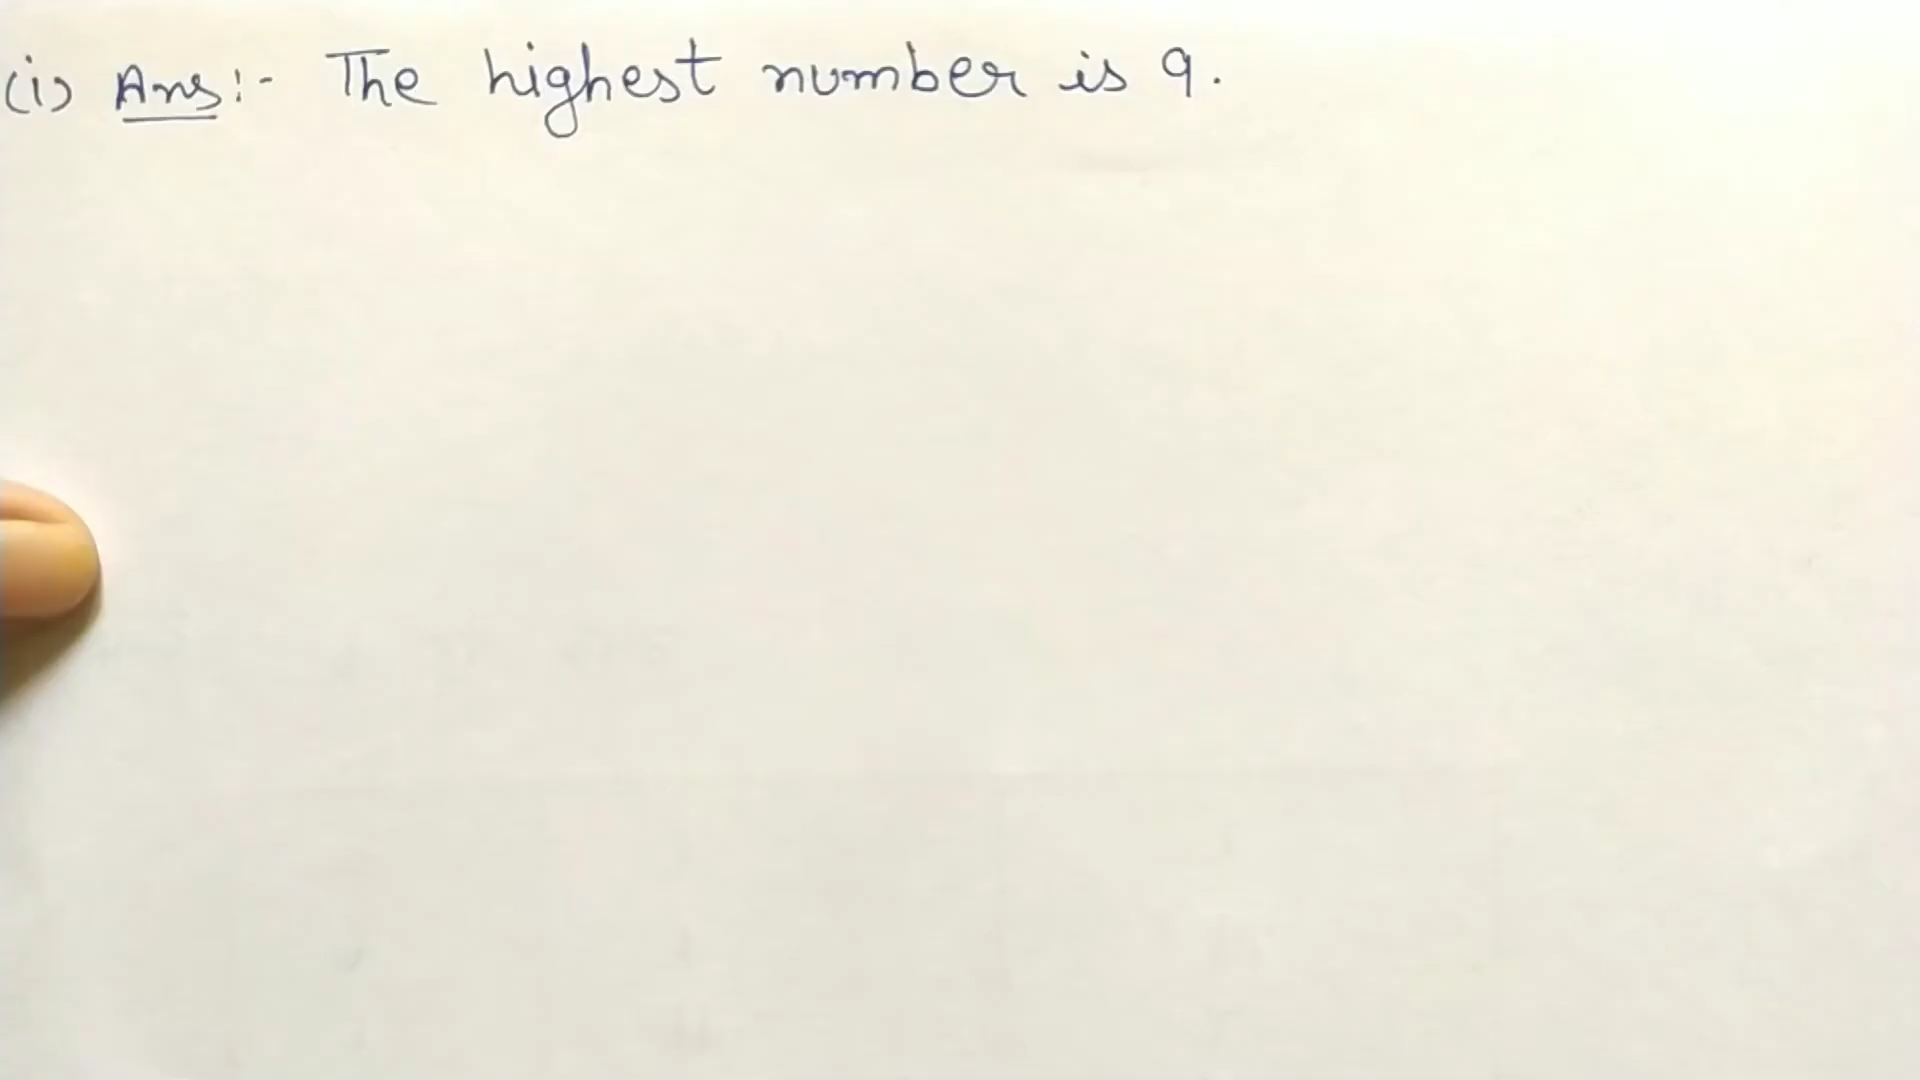 (i) Ans:- The highest number is 9.